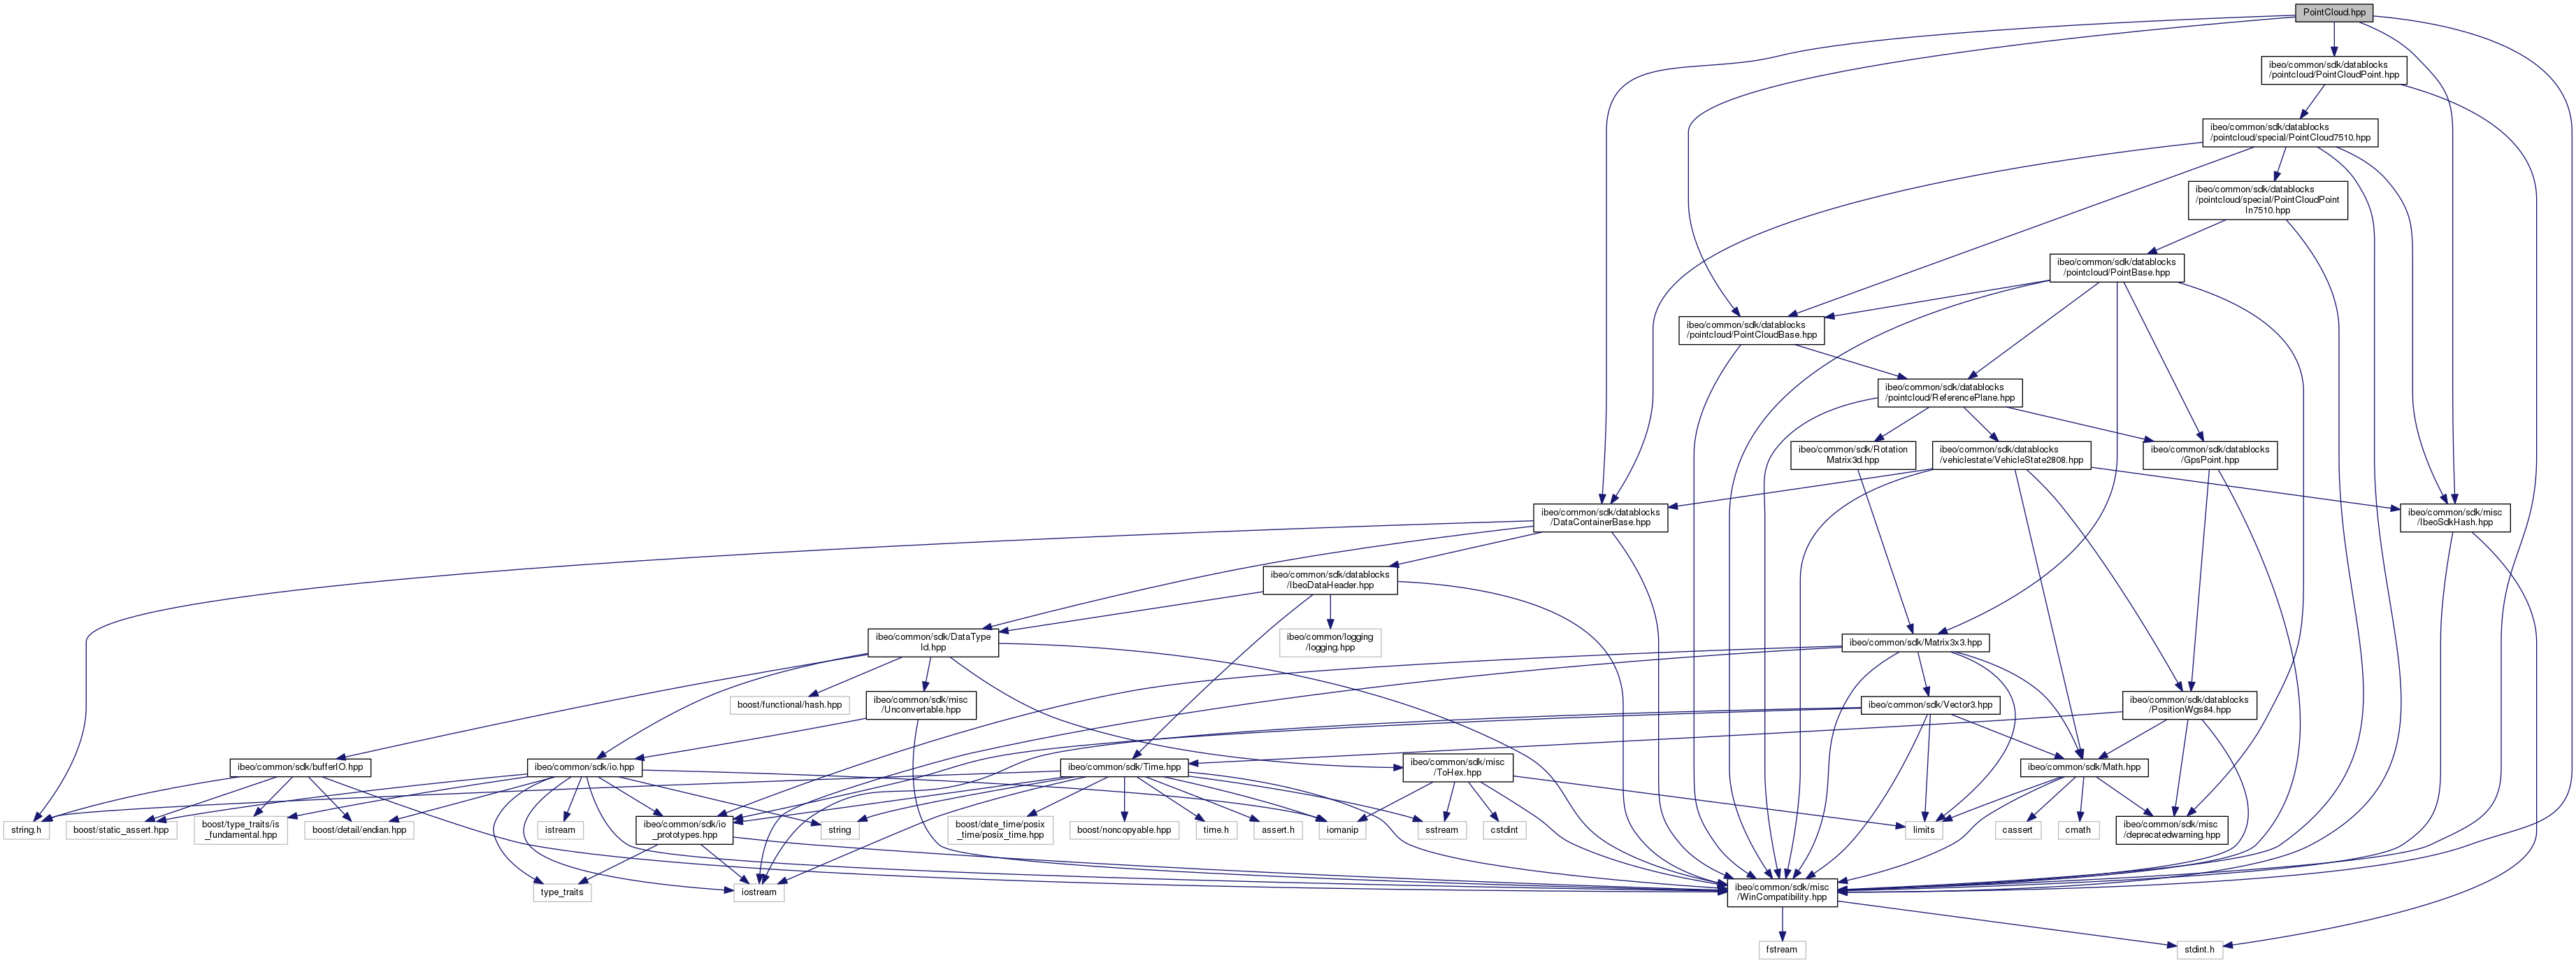 PointCloud.hpp
ibeo/common/sdk/datablocks
/pointcloud/PointCloudPoint.hpp
ibeo/common/sdk/datablocks
/pointcloud/special/PointCloud7510.hpp
ibeo/common/sdk/datablocks
/pointcloud/special/PointCloudPoint
In7510.hpp
ibeo/common/sdk/datablocks
/pointcloud/PointBase.hpp
ibeo/common/sdk/datablocks
/pointcloud/PointCloudBase.hpp
ibeo/common/sdk/datablocks
/pointcloud/ReferencePlane.hpp
ibeo/common/sdk/Rotation
Matrix3d.hpp
ibeo/common/sdk/datablocks
/vehiclestate/VehicleState2808.hpp
ibeo/common/sdk/datablocks
/GpsPoint.hpp
ibeo/common/sdk/datablocks
/DataContainerBase.hpp
ibeo/common/sdk/misc
/IbeoSdkHash.hpp
ibeo/common/sdk/datablocks
/IbeoDataHeader.hpp
ibeo/common/sdk/DataType
Id.hpp
ibeo/common/logging
/logging.hpp
ibeo/common/sdk/Matrix3x3.hpp
boost/functional/hash.hpp
ibeo/common/sdk/misc
/Unconvertable.hpp
ibeo/common/sdk/Vector3.hpp
ibeo/common/sdk/datablocks
/PositionWgs84.hpp
ibeo/common/sdk/bufferIO.hpp
ibeo/common/sdk/io.hpp
ibeo/common/sdk/Time.hpp
ibeo/common/sdk/misc
/ToHex.hpp
ibeo/common/sdk/Math.hpp
string.h
boost/static_assert.hpp
boost/type_traits/is
_fundamental.hpp
boost/detail/endian.hpp
istream
ibeo/common/sdk/io
_prototypes.hpp
string
boost/date_time/posix
_time/posix_time.hpp
boost/noncopyable.hpp
time.h
assert.h
iomanip
sstream
cstdint
limits
cassert
cmath
ibeo/common/sdk/misc
/deprecatedwarning.hpp
type_traits
iostream
ibeo/common/sdk/misc
/WinCompatibility.hpp
fstream
stdint.h